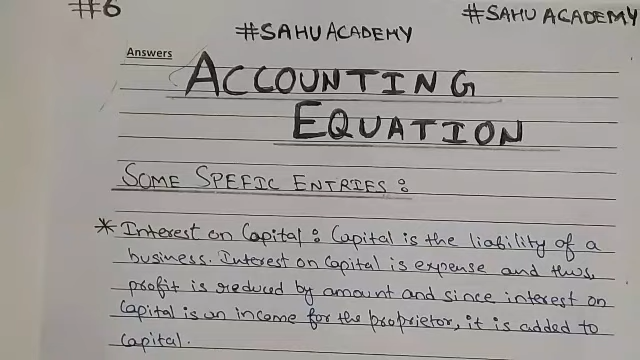 #6
#SAHU ACADEMY
#SAHU ACADEMY
Answers
ACCOUNTING
EQUATION
SOME SPEFIC ENTRIES :
* Interest on Capital : Capital is the liability of a
business. Interest on Capital is expense and thus
profit is reduced by amount and since interest on
Capital is an income for the proprietor, it is added to
Capital.